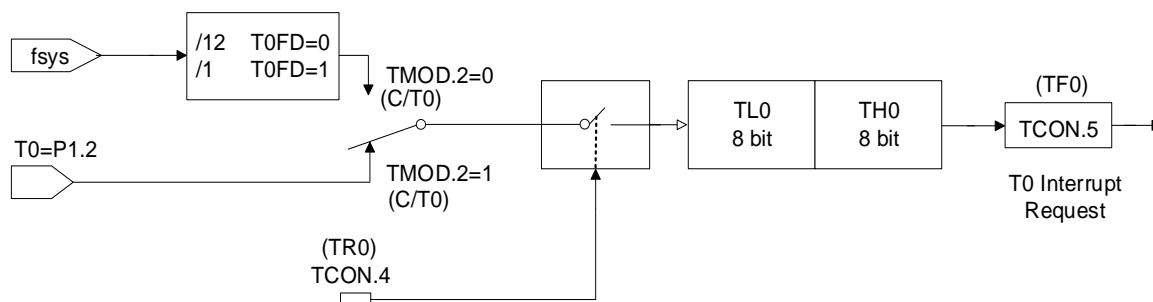 fsys
/12 T0FD=0
/1 T0FD=1
TMOD.2=0
(C/T0)
T0=P1.2
TMOD.2=1
(C/T0)
(TR0)
TCON.4
TL0
8 bit
TH0
8 bit
(TF0)
TCON.5
T0 Interrupt
Request